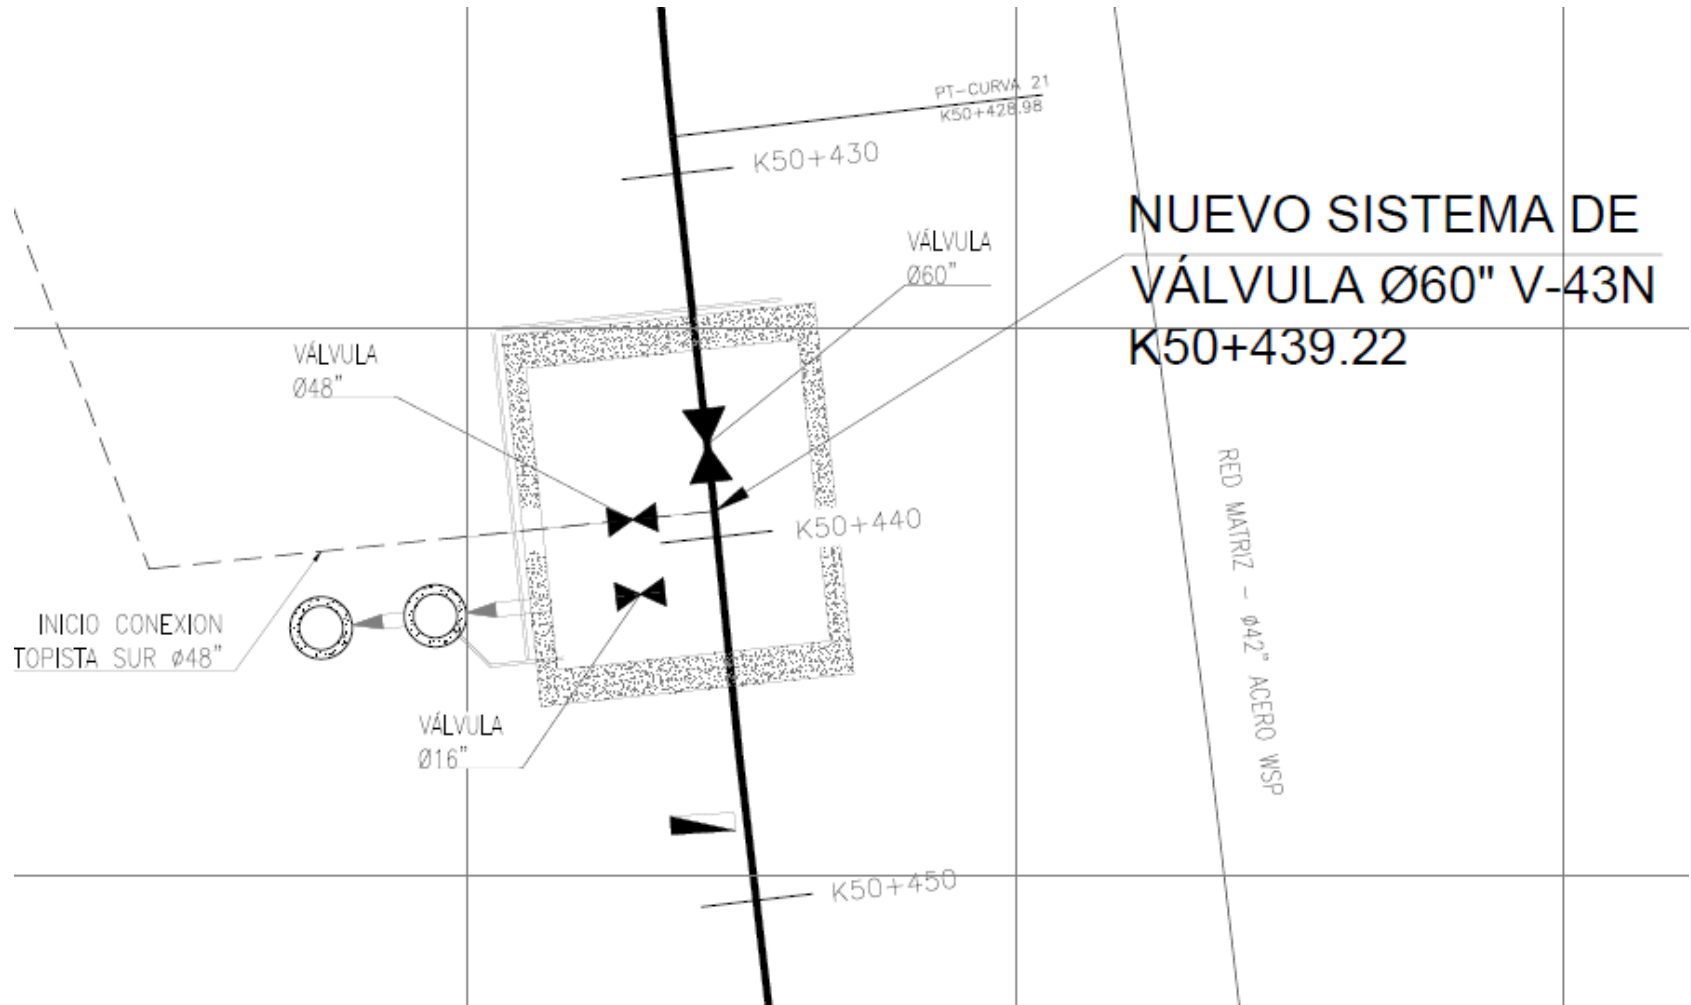 PT-CURVA 21
K50+428.98
K50+430
NUEVO SISTEMA DE
VÁLVULA Ø60" V-43N
K50+439.22
VÁLVULA
Ø60"
VÁLVULA
Ø48"
K50+440
RED MATRIZ - ø42" ACERO WSP
INICIO CONEXION
TOPISTA SUR ø48"
VÁLVULA
Ø16"
K50+450